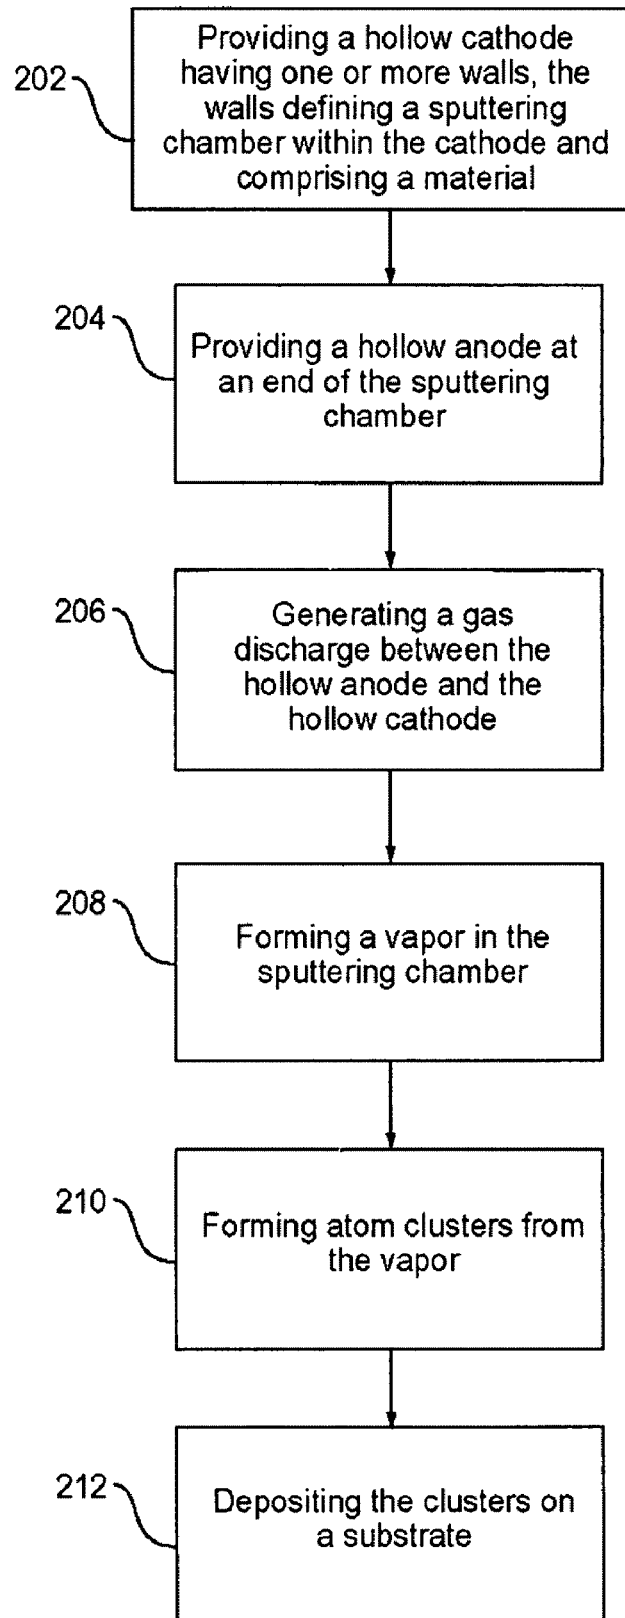 202
Providing a hollow cathode
having one or more walls, the
walls defining a sputtering
chamber within the cathode and
comprising a material
204
Providing a hollow anode at
an end of the sputtering
chamber
206
Generating a gas
discharge between the
hollow anode and the
hollow cathode
208
Forming a vapor in the
sputtering chamber
210
Forming atom clusters from
the vapor
212
Depositing the clusters on
a substrate